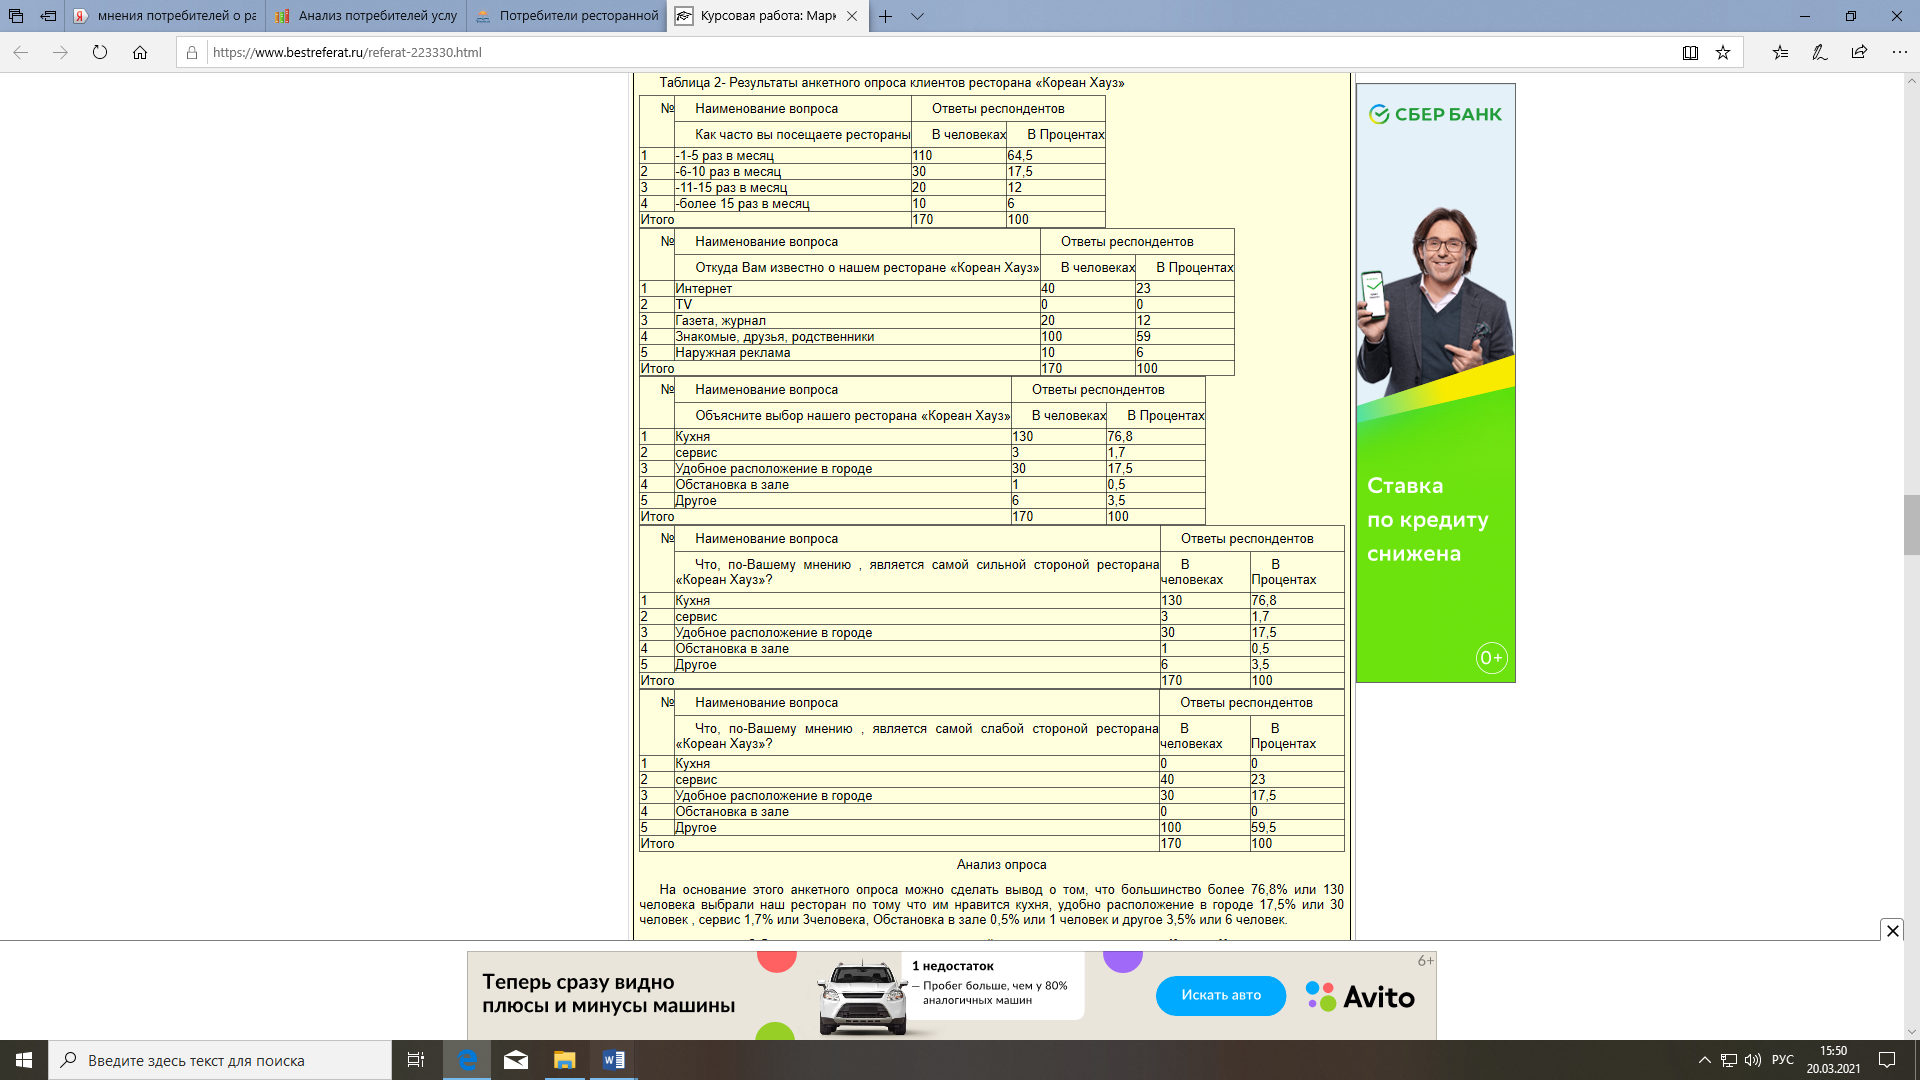 мнения потребителей о ра
Анализ потребителей услу
Потребители ресторанной
Курсовая работа: Марк
https://www.bestreferat.ru/referat-223330.html
Таблица 2- Результаты анкетного опроса клиентов ресторана «Кореан Хауз»
№ Наименование вопроса Ответы респондентов
Как часто вы посещаете рестораны В человеках В Процентах
1 -1-5 раз в месяц 110 64,5
2 -6-10 раз в месяц 30 17,5
3 -11-15 раз в месяц 20 12
4 -более 15 раз в месяц 10 6
Итого 170 100
№ Наименование вопроса Ответы респондентов
Откуда Вам известно о нашем ресторане «Кореан Хауз» В человеках В Процентах
1 Интернет 40 23
2 TV 0 0
3 Газета, журнал 20 12
4 Знакомые, друзья, родственники 100 59
5 Наружная реклама 10 6
Итого 170 100
№ Наименование вопроса Ответы респондентов
Объясните выбор нашего ресторана «Кореан Хауз» В человеках В Процентах
1 Кухня 130 76,8
2 сервис 3 1,7
3 Удобное расположение в городе 30 17,5
4 Обстановка в зале 1 0,5
5 Другое 6 3,5
Итого 170 100
№ Наименование вопроса Ответы респондентов
Что, по-Вашему мнению , является самой сильной стороной ресторана В В
«Кореан Хауз»? человеках Процентах
1 Кухня 130 76,8
2 сервис 3 1,7
3 Удобное расположение в городе 30 17,5
4 Обстановка в зале 1 0,5
5 Другое 6 3,5
Итого 170 100
№ Наименование вопроса Ответы респондентов
Что, по-Вашему мнению , является самой слабой стороной ресторана В В
«Кореан Хауз»? человеках Процентах
1 Кухня 0 0
2 сервис 40 23
3 Удобное расположение в городе 30 17,5
4 Обстановка в зале 0 0
5 Другое 100 59,5
Итого 170 100
Анализ опроса
На основание этого анкетного опроса можно сделать вывод о том, что большинство более 76,8% или 130
человека выбрали наш ресторан по тому что им нравится кухня, удобно расположение в городе 17,5% или 30
человек , сервис 1,7% или 3человека, Обстановка в зале 0,5% или 1 человек и другое 3,5% или 6 человек.
СБЕР БАНК
Ставка
по кредиту
снижена
0+
Теперь сразу видно
плюсы и минусы машины
1 недостаток
— Пробег больше, чем у 80%
аналогичных машин
Искать авто
Avito
6+
Введите здесь текст для поиска
РУС
15:50
20.03.2021